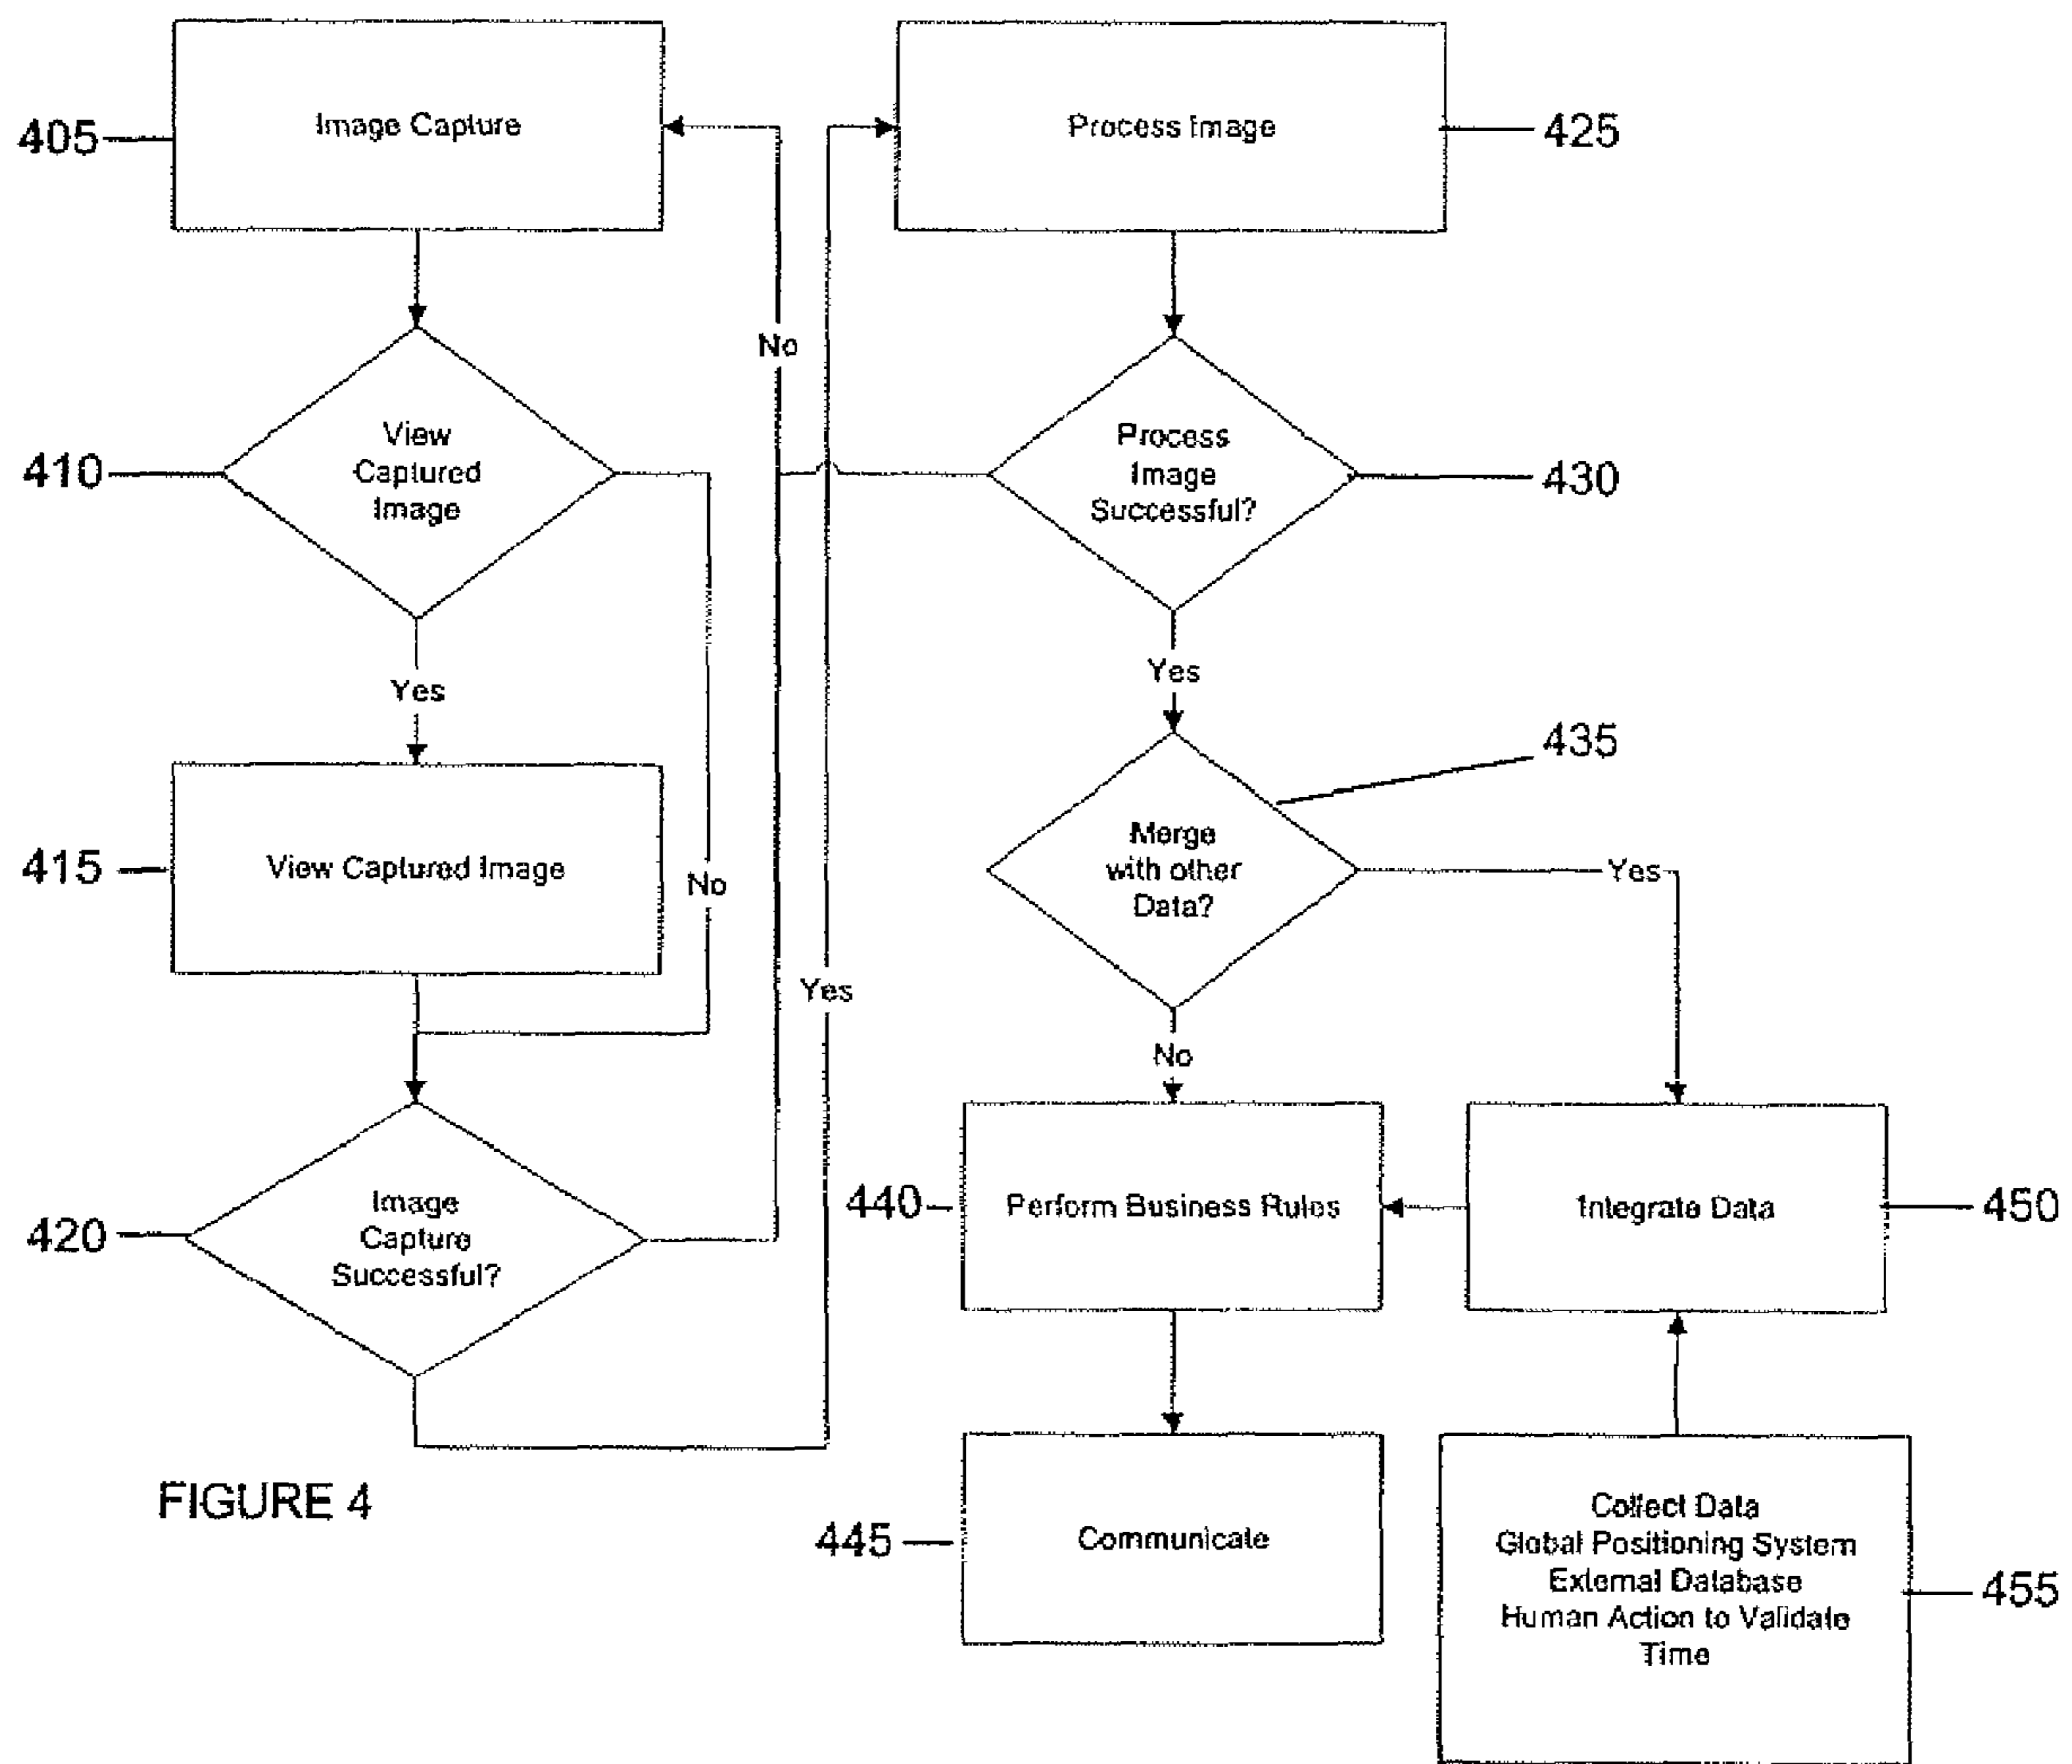 405
Image Capture
410
View
Captured
Image
Yes
No
415
View Captured Image
420
Image
Capture
Successful?
No
Yes
Process Image
425
Process
Image
Successful?
430
Yes
435
Merge
with other
Data?
Yes
No
440
Perform Business Rules
Integrate Data
450
445
Communicate
Collect Data
Global Positioning System
External Database
Human Action to Validate
Time
455
FIGURE 4